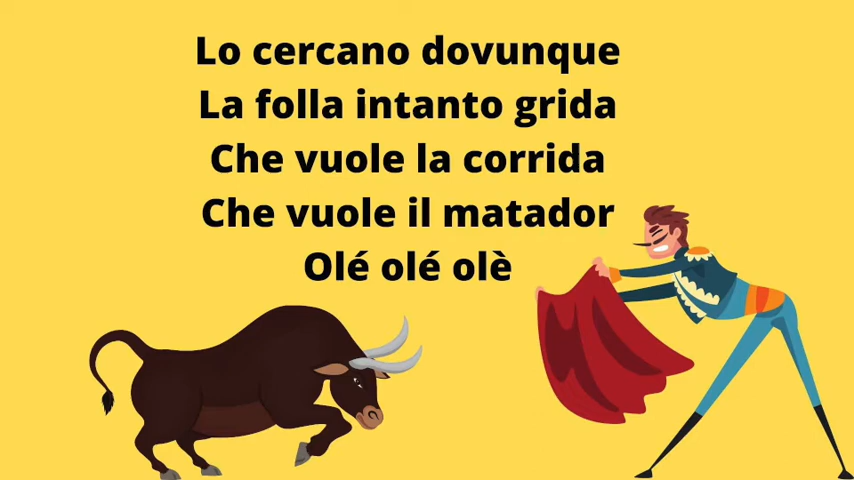 Lo cercano dovunque
La folla intanto grida
Che vuole la corrida
Che vuole il matador
Olé olé olè